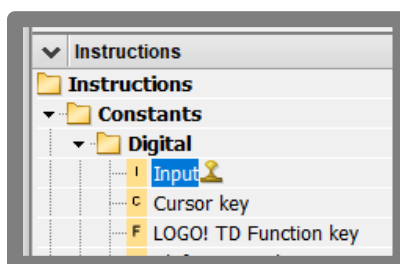 Instructions
Instructions
Constants
Digital
I Input
C Cursor key
F LOGO! TD Function key